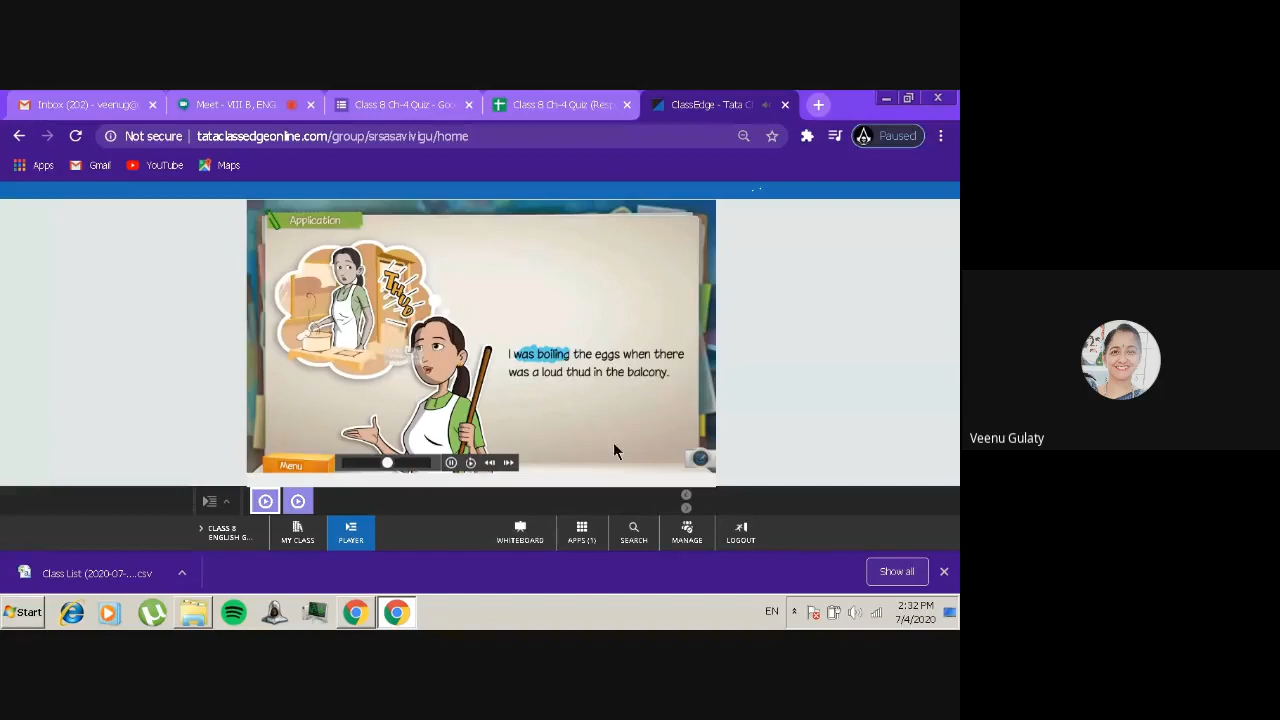 Inbox (202) - veenug@
Meet - VIII B, ENG
Class 8 Ch-4 Quiz - Goo
Class 8 Ch-4 Quiz (Resp
ClassEdge - Tata Cl
Not secure | tataclassedgeonline.com/group/srsasavivigu/home
Paused
Apps
Gmail
YouTube
Maps
Application
THUD
I was boiling the eggs when there
was a loud thud in the balcony.
Menu
Veenu Gulaty
CLASS 8
ENGLISH G...
MY CLASS
PLAYER
WHITEBOARD
APPS (1)
SEARCH
MANAGE
LOGOUT
Class List (2020-07-....csv
Show all
Start
EN
2:32 PM
7/4/2020